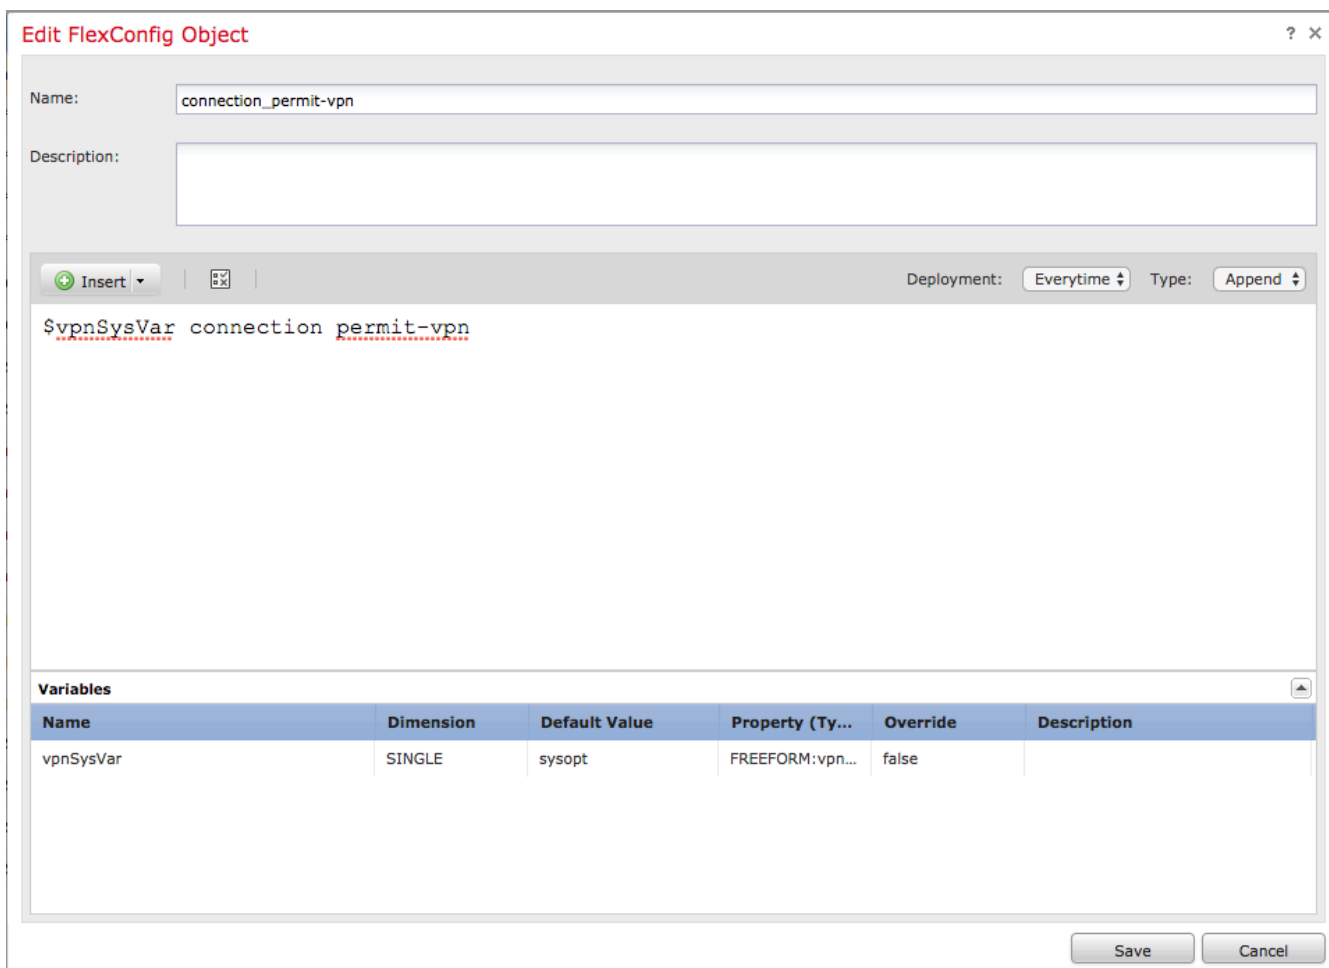 Edit FlexConfig Object ? ×
Name: connection_permit-vpn
Description:
Insert Deployment: Everytime Type: Append
$vpnSysVar connection permit-vpn
Variables
Name Dimension Default Value Property (Ty... Override Description
vpnSysVar SINGLE sysopt FREEFORM:vpn... false
Save Cancel